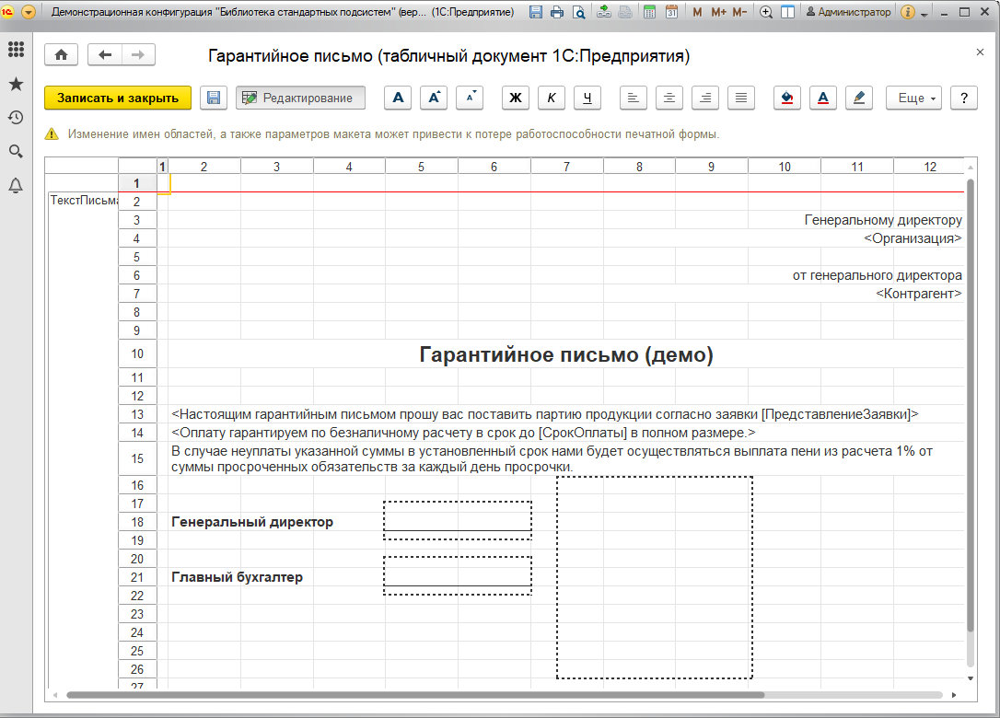 Демонстрационная конфигурация "Библиотека стандартных подсистем" (вер... (1С:Предприятие)
M M+ M-
31
Администратор
i
Гарантийное письмо (табличный документ 1С:Предприятия)
Записать и закрыть
Редактирование
A A A Ж К Ч A Еще ?
Изменение имен областей, а также параметров макета может привести к потере работоспособности печатной формы.
1 2 3 4 5 6 7 8 9 10 11 12
1
ТекстПисьма 2
3 Генеральному директору
4 <Организация>
5
6 от генерального директора
7 <Контрагент>
8
9
10 Гарантийное письмо (демо)
11
12
13 <Настоящим гарантийным письмом прошу вас поставить партию продукции согласно заявки [ПредставлениеЗаявки]>
14 <Оплату гарантируем по безналичному расчету в срок до [СрокОплаты] в полном размере.>
15 В случае неуплаты указанной суммы в установленный срок нами будет осуществляться выплата пени из расчета 1% от
суммы просроченных обязательств за каждый день просрочки.
16
17
18 Генеральный директор
19
20
21 Главный бухгалтер
22
23
24
25
26
27